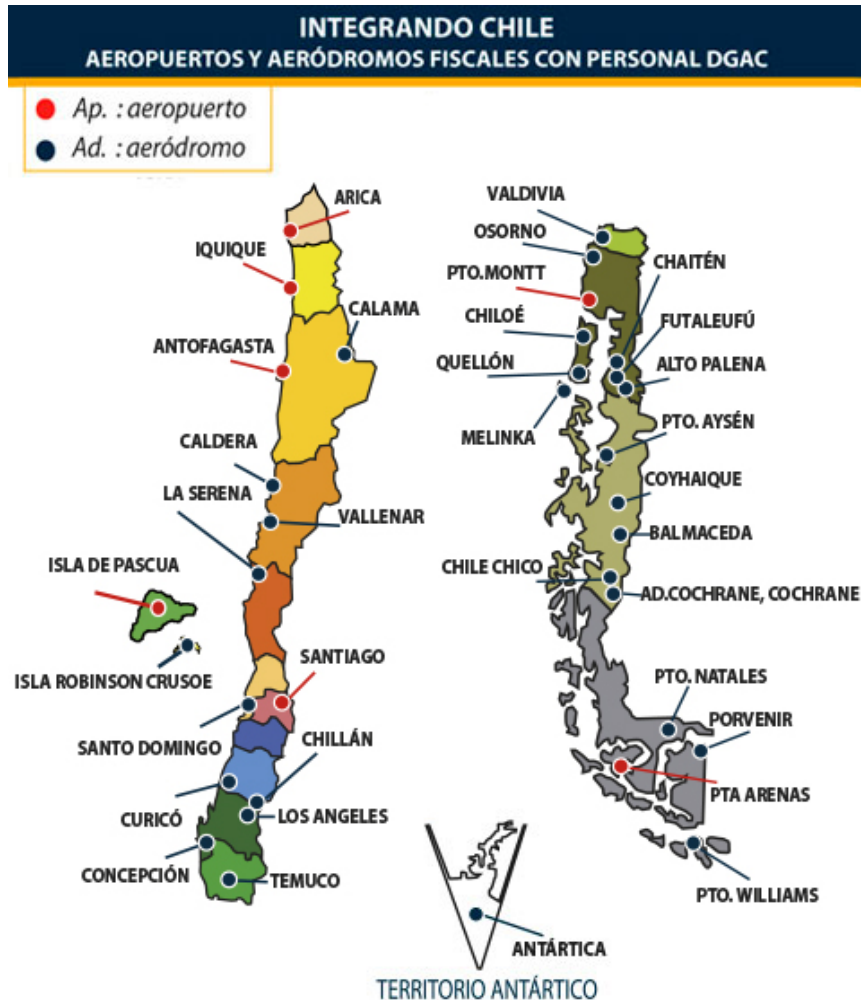 INTEGRANDO CHILE
AEROPUERTOS Y AERÓDROMOS FISCALES CON PERSONAL DGAC
Ap. : aeropuerto
Ad. : aeródromo
ARICA
IQUIQUE
CALAMA
ANTOFAGASTA
CALDERA
LA SERENA
VALLENAR
ISLA DE PASCUA
ISLA ROBINSON CRUSOE
SANTIAGO
SANTO DOMINGO
CHILLÁN
CURICÓ
LOS ANGELES
CONCEPCIÓN
TEMUCO
VALDIVIA
OSORNO
CHAITÉN
PTO.MONTT
CHILOÉ
FUTALEUFÚ
QUELLÓN
ALTO PALENA
MELINKA
PTO. AYSÉN
COYHAIQUE
BALMACEDA
CHILE CHICO
AD.COCHRANE, COCHRANE
PTO. NATALES
PORVENIR
PTA ARENAS
PTO. WILLIAMS
ANTÁRTICA
TERRITORIO ANTÁRTICO